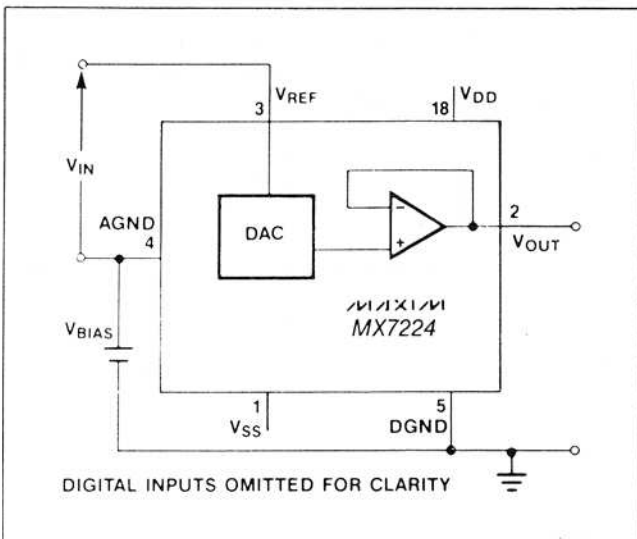 VREF
3
18
VDD
VIN
AGND
4
DAC
-
+
2
VOUT
MAXIM
MX7224
VBIAS
1
VSS
5
DGND
DIGITAL INPUTS OMITTED FOR CLARITY